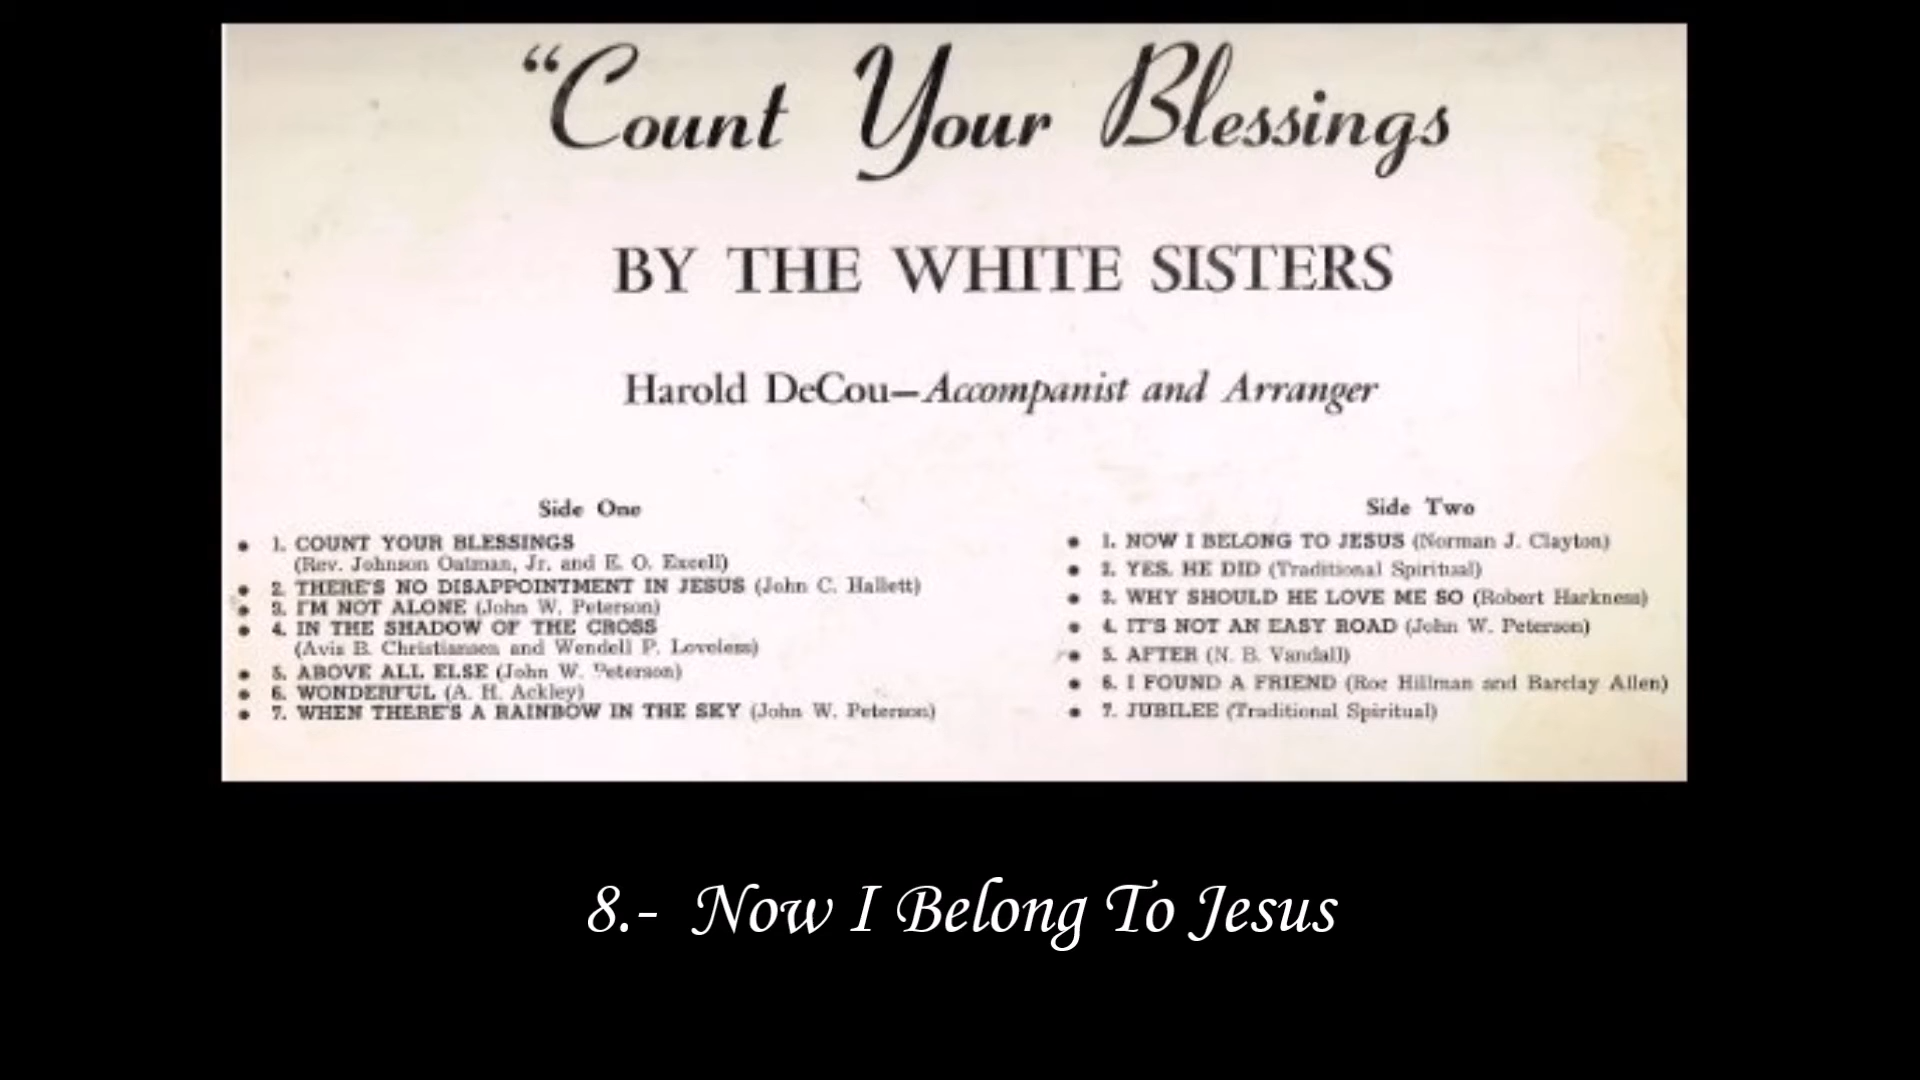 “Count Your Blessings
BY THE WHITE SISTERS
Harold DeCou—Accompanist and Arranger
Side One
• 1. COUNT YOUR BLESSINGS
(Rev. Johnson Oatman, Jr. and E. O. Excell)
• 2. THERE'S NO DISAPPOINTMENT IN JESUS (John C. Hallett)
• 3. I'M NOT ALONE (John W. Peterson)
• 4. IN THE SHADOW OF THE CROSS
(Avis B. Christiansen and Wendell P. Loveless)
• 5. ABOVE ALL ELSE (John W. Peterson)
• 6. WONDERFUL (A. H. Ackley)
• 7. WHEN THERE'S A RAINBOW IN THE SKY (John W. Peterson)
Side Two
• 1. NOW I BELONG TO JESUS (Norman J. Clayton)
• 2. YES, HE DID (Traditional Spiritual)
• 3. WHY SHOULD HE LOVE ME SO (Robert Harkness)
• 4. IT'S NOT AN EASY ROAD (John W. Peterson)
• 5. AFTER (N. B. Vandall)
• 6. I FOUND A FRIEND (Roc Hillman and Barclay Allen)
• 7. JUBILEE (Traditional Spiritual)
8.- Now I Belong To Jesus